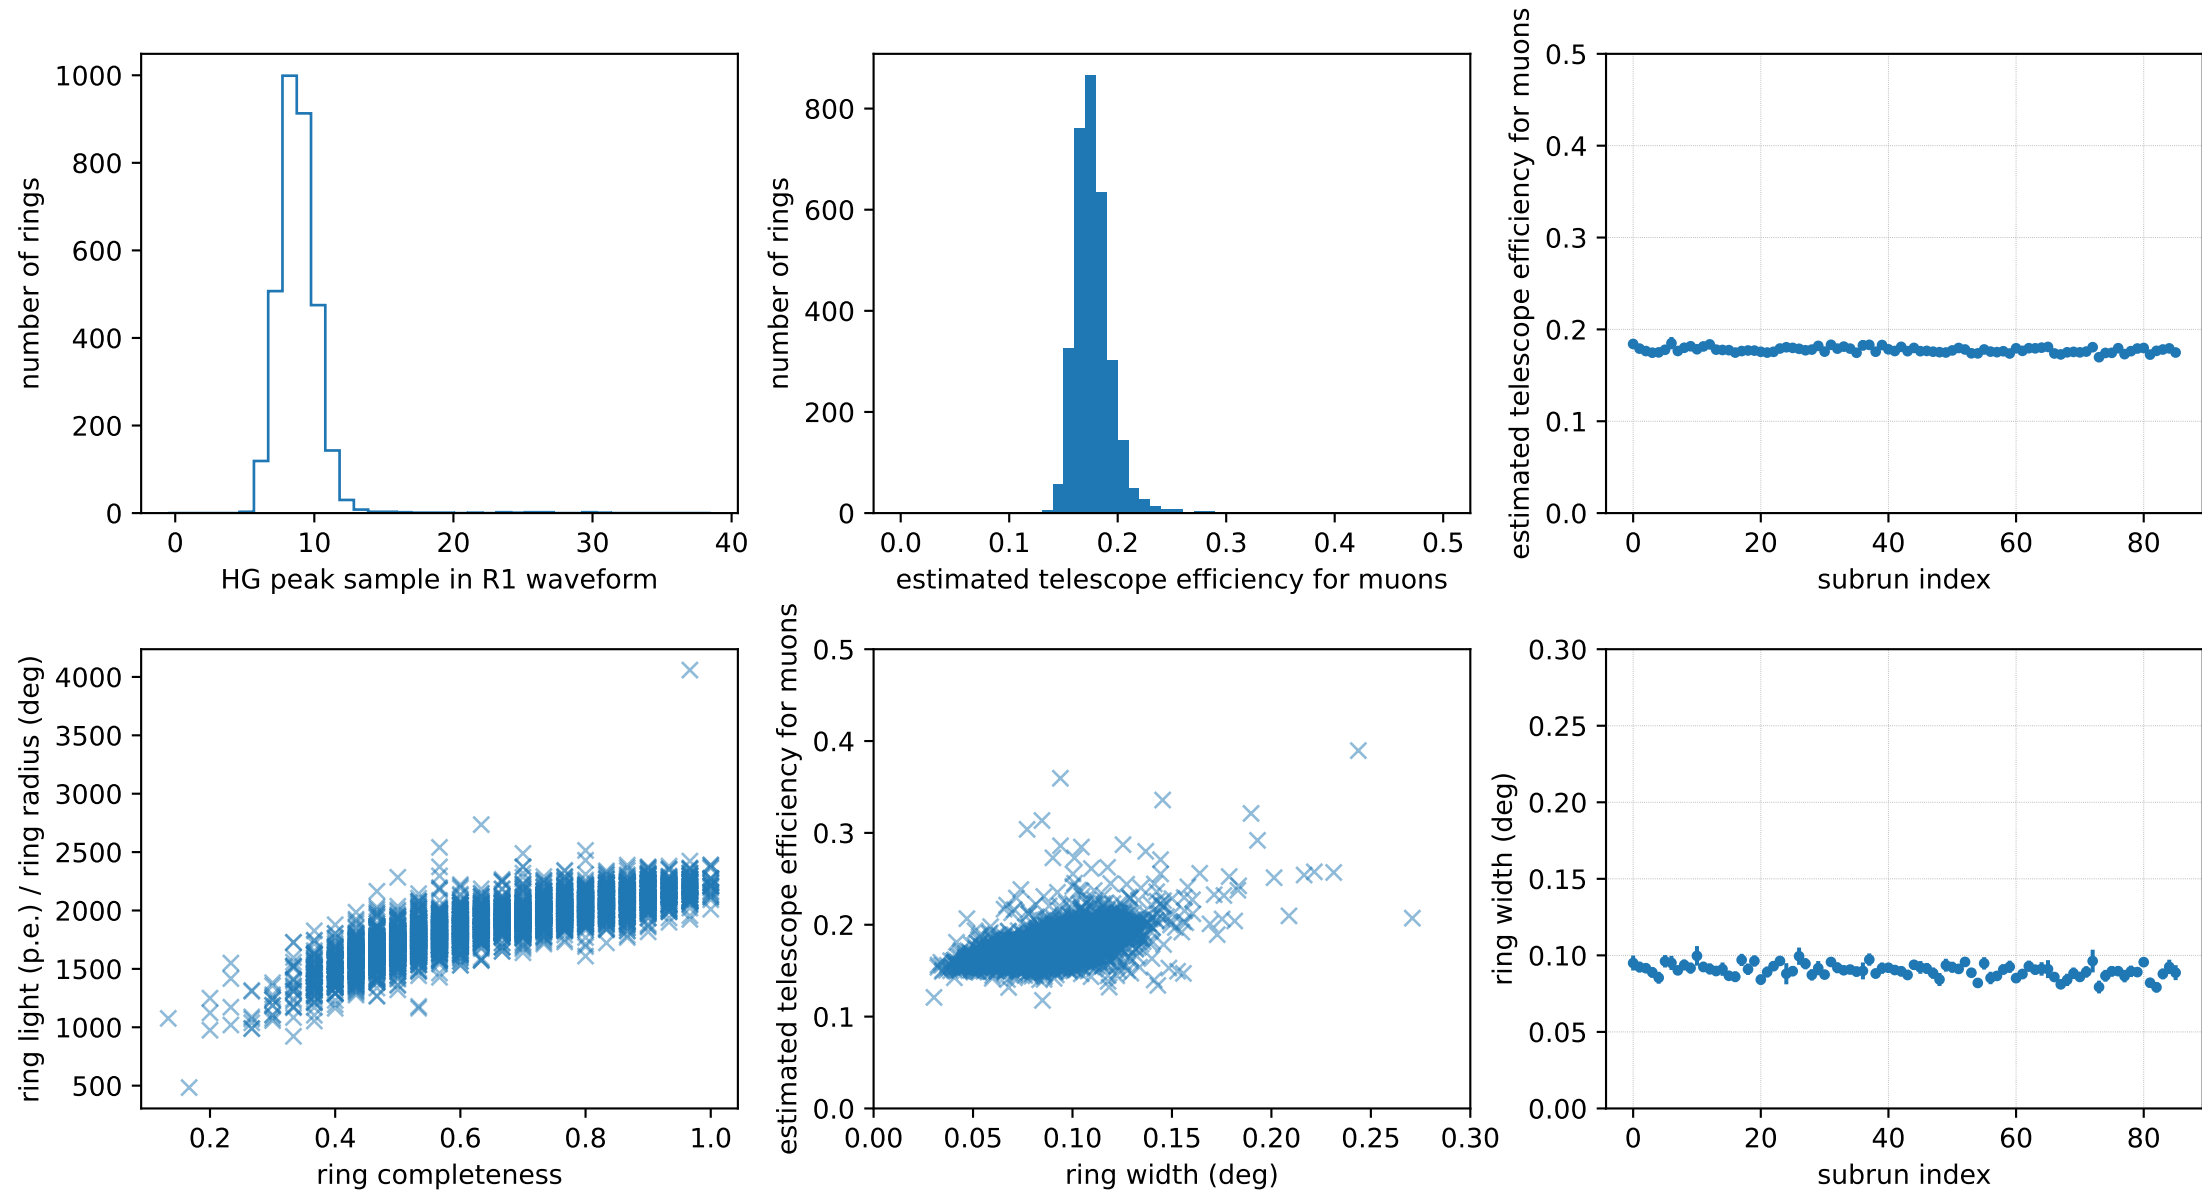 1000
800
600
400
200
0
number of rings
0 10 20 30 40
HG peak sample in R1 waveform
800
600
400
200
0
number of rings
0.0 0.1 0.2 0.3 0.4 0.5
estimated telescope efficiency for muons
0.5
0.4
0.3
0.2
0.1
0.0
estimated telescope efficiency for muons
0 20 40 60 80
subrun index
4000
3500
3000
2500
2000
1500
1000
500
ring light (p.e.) / ring radius (deg)
0.2 0.4 0.6 0.8 1.0
ring completeness
0.5
0.4
0.3
0.2
0.1
0.0
estimated telescope efficiency for muons
0.00 0.05 0.10 0.15 0.20 0.25 0.30
ring width (deg)
0.30
0.25
0.20
0.15
0.10
0.05
0.00
ring width (deg)
0 20 40 60 80
subrun index